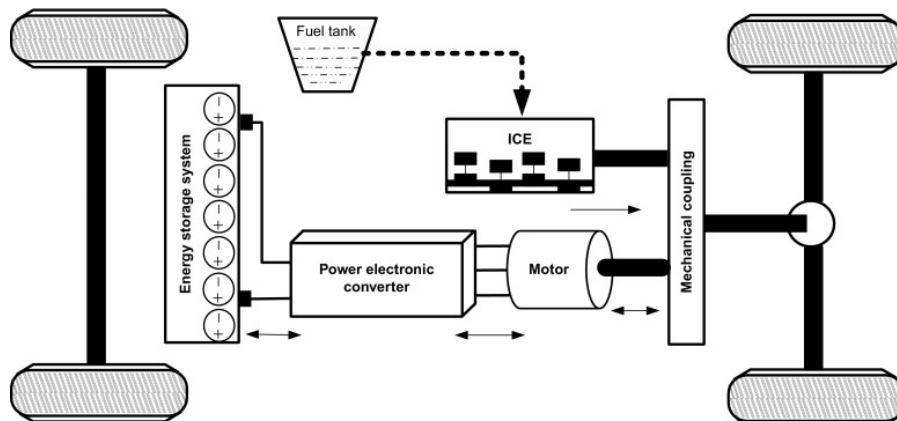 Fuel tank
ICE
Energy storage system
Power electronic
converter
Motor
Mechanical coupling